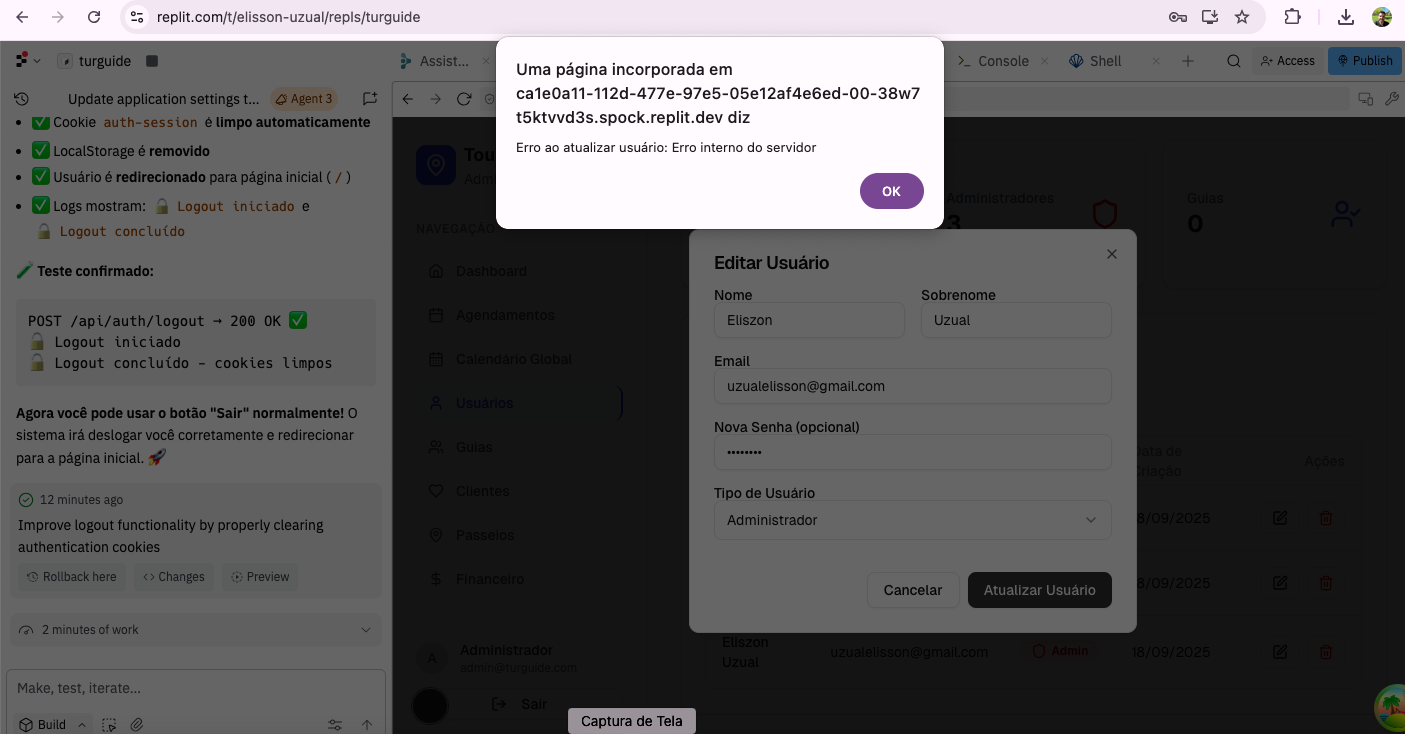 replit.com/t/elisson-uzual/repls/turguide
turguide
Assist...
Console
Shell
Access
Publish
Update application settings t...
Agent 3
✅ Cookie auth-session é limpo automaticamente
✅ LocalStorage é removido
✅ Usuário é redirecionado para página inicial ( / )
✅ Logs mostram: 🔓 Logout iniciado e
🔓 Logout concluído
🧪 Teste confirmado:
POST /api/auth/logout → 200 OK ✅
🔓 Logout iniciado
🔓 Logout concluído - cookies limpos
Agora você pode usar o botão "Sair" normalmente! O
sistema irá deslogar você corretamente e redirecionar
para a página inicial. 🚀
12 minutes ago
Improve logout functionality by properly clearing
authentication cookies
Rollback here
Changes
Preview
2 minutes of work
Make, test, iterate...
Build
Uma página incorporada em
ca1e0a11-112d-477e-97e5-05e12af4e6ed-00-38w7
t5ktvvd3s.spock.replit.dev diz
Erro ao atualizar usuário: Erro interno do servidor
OK
NAVEGAÇÃO
Dashboard
Agendamentos
Calendário Global
Usuários
Guias
Clientes
Passeios
Financeiro
A
Administrador
admin@turguide.com
Sair
Administradores
3
Guias
0
Editar Usuário
Nome
Sobrenome
Eliszon
Uzual
Email
uzualelisson@gmail.com
Nova Senha (opcional)
••••••••
Tipo de Usuário
Administrador
Cancelar
Atualizar Usuário
Data de
Criação
Ações
8/09/2025
8/09/2025
Eliszon
Uzual
uzualelisson@gmail.com
Admin
18/09/2025
Captura de Tela